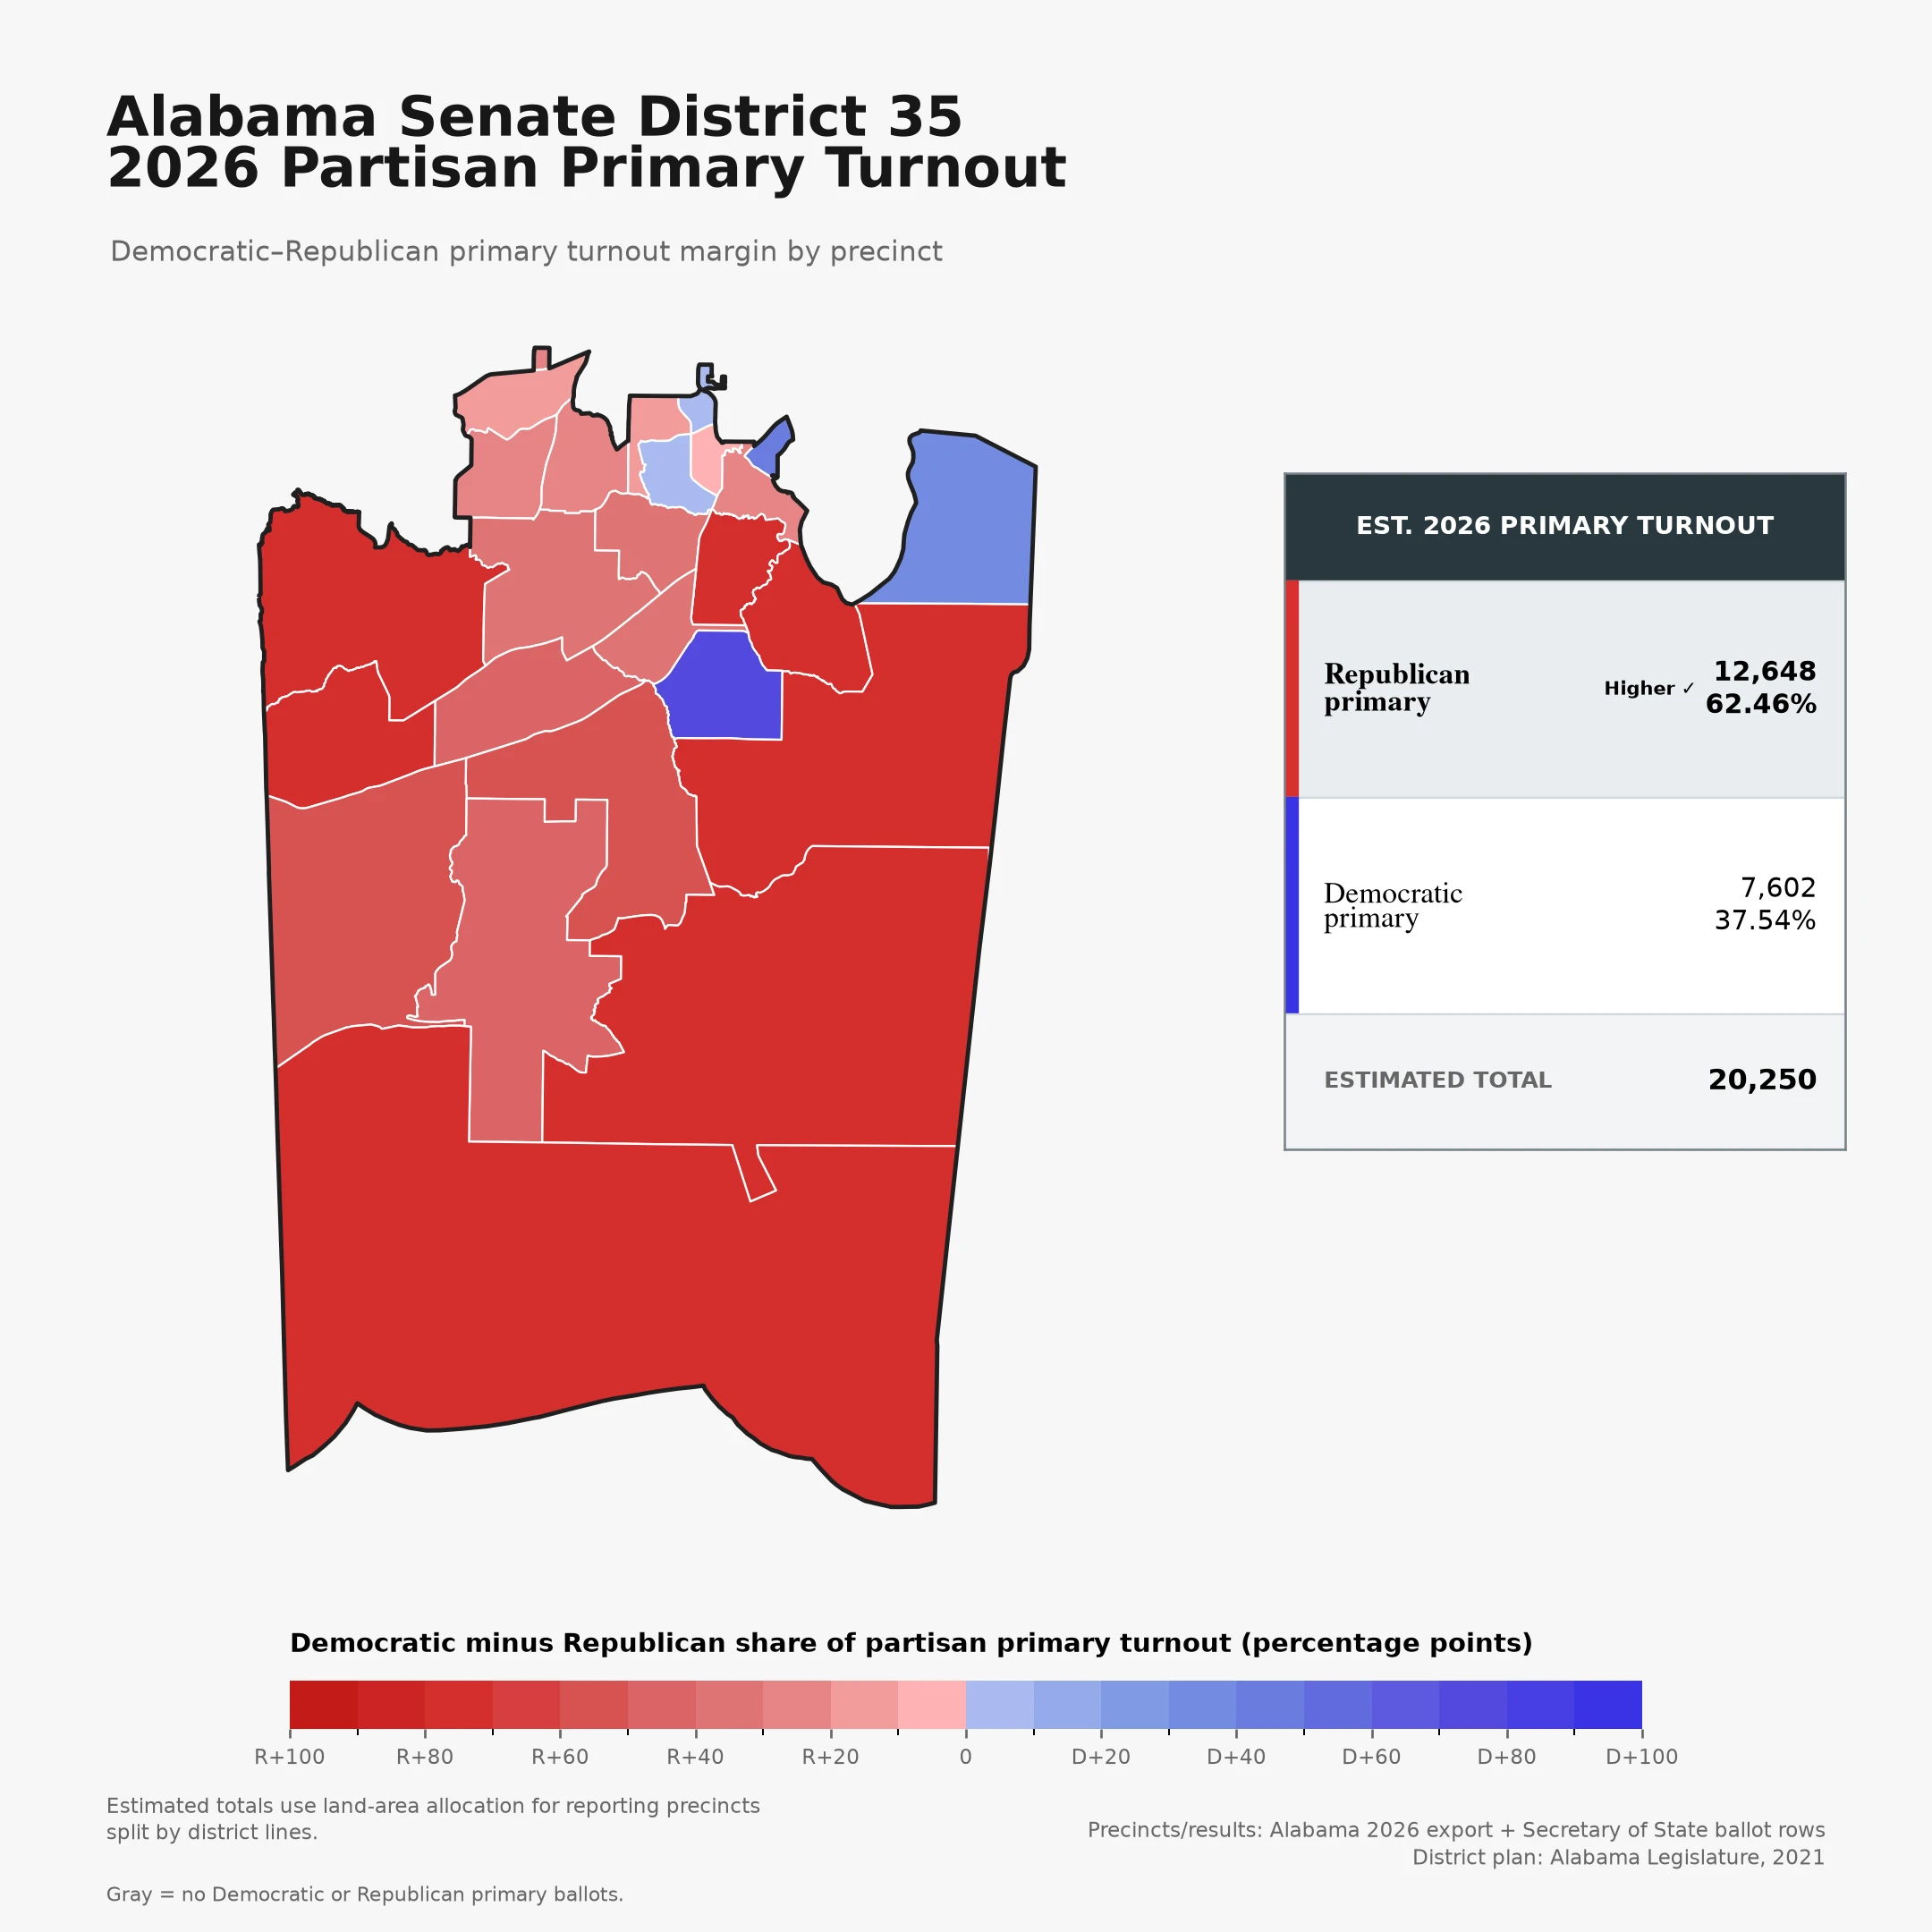 Alabama Senate District 35
2026 Partisan Primary Turnout
Democratic–Republican primary turnout margin by precinct
EST. 2026 PRIMARY TURNOUT
Republican
primary
Higher ✓
12,648
62.46%
Democratic
primary
7,602
37.54%
ESTIMATED TOTAL
20,250
Democratic minus Republican share of partisan primary turnout (percentage points)
R+100 R+80 R+60 R+40 R+20 0 D+20 D+40 D+60 D+80 D+100
Estimated totals use land-area allocation for reporting precincts
split by district lines.
Gray = no Democratic or Republican primary ballots.
Precincts/results: Alabama 2026 export + Secretary of State ballot rows
District plan: Alabama Legislature, 2021